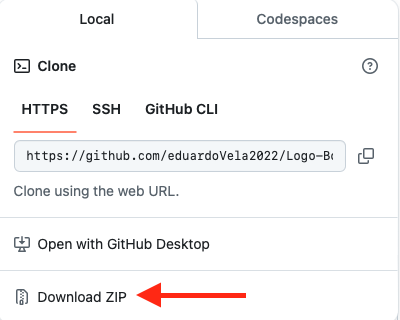 Local Codespaces
Clone
HTTPS SSH GitHub CLI
https://github.com/eduardoVela2022/Logo-Bo
Clone using the web URL.
Open with GitHub Desktop
Download ZIP